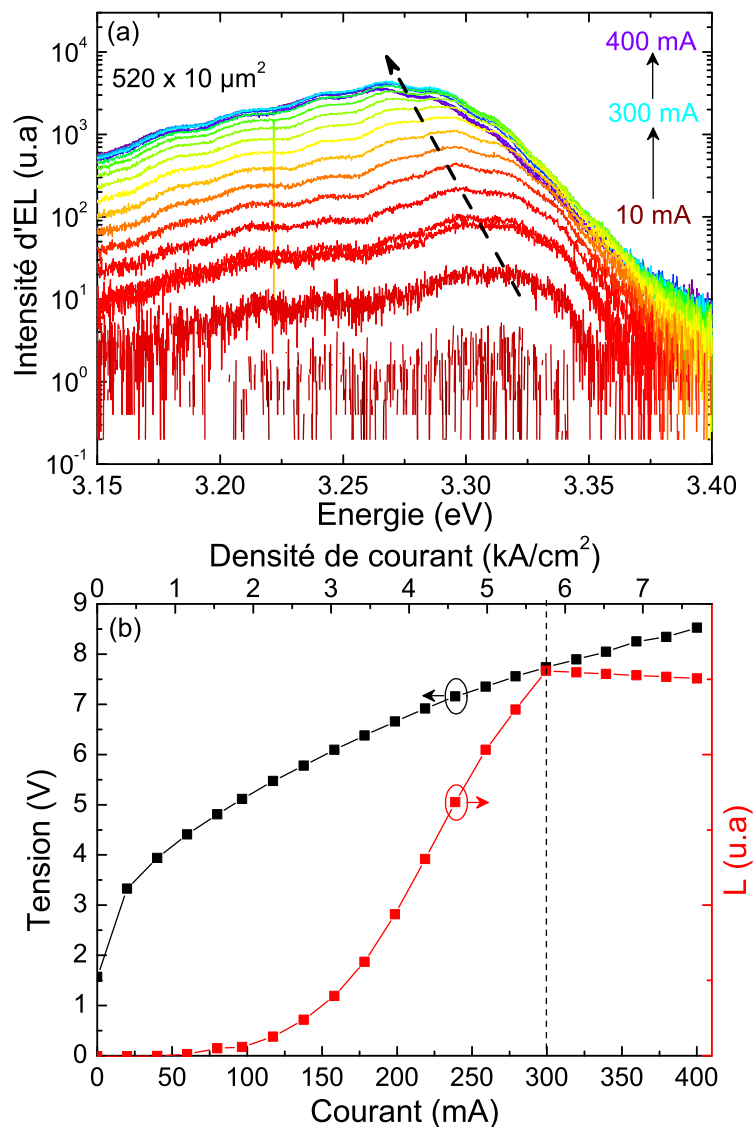 (a)
520 x 10 µm²
400 mA
300 mA
10 mA
Intensité d'EL (u.a)
10⁴
10³
10²
10¹
10⁰
10⁻¹
3.15 3.20 3.25 3.30 3.35 3.40
Energie (eV)
Densité de courant (kA/cm²)
0 1 2 3 4 5 6 7
(b)
Tension (V)
9
8
7
6
5
4
3
2
1
0
L (u.a)
0 50 100 150 200 250 300 350 400
Courant (mA)